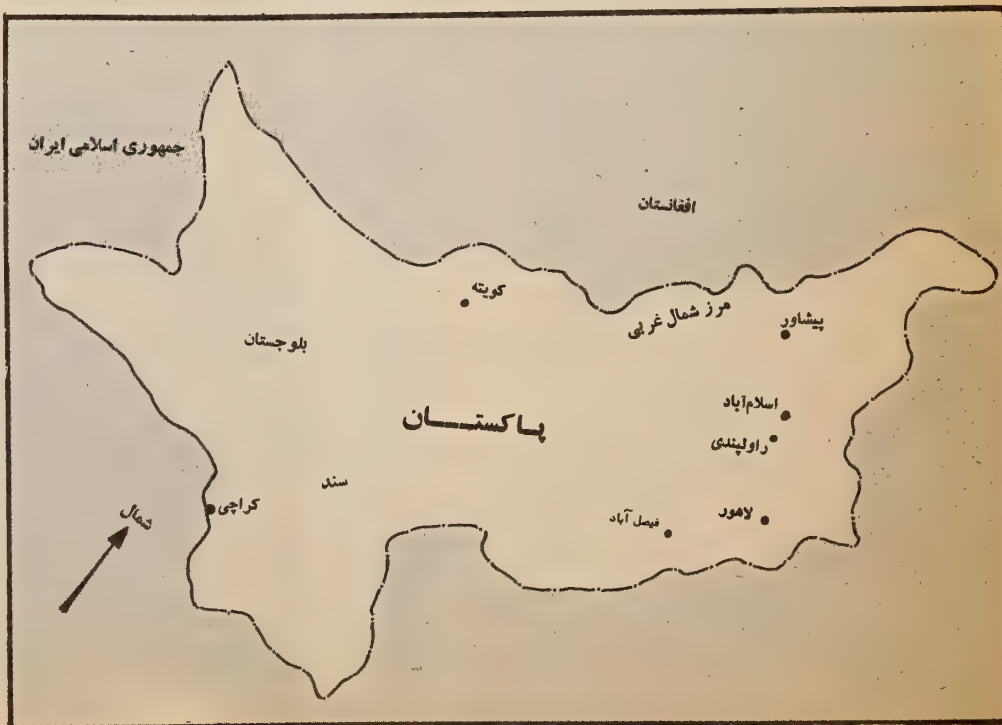 جمهوری اسلامی ایران
افغانستان
کویته
مرز شمال غربی
پیشاور
بلوچستان
اسلام‌آباد
پاکستان
راولپندی
سند
کراچی
لاهور
فیصل آباد
شمال